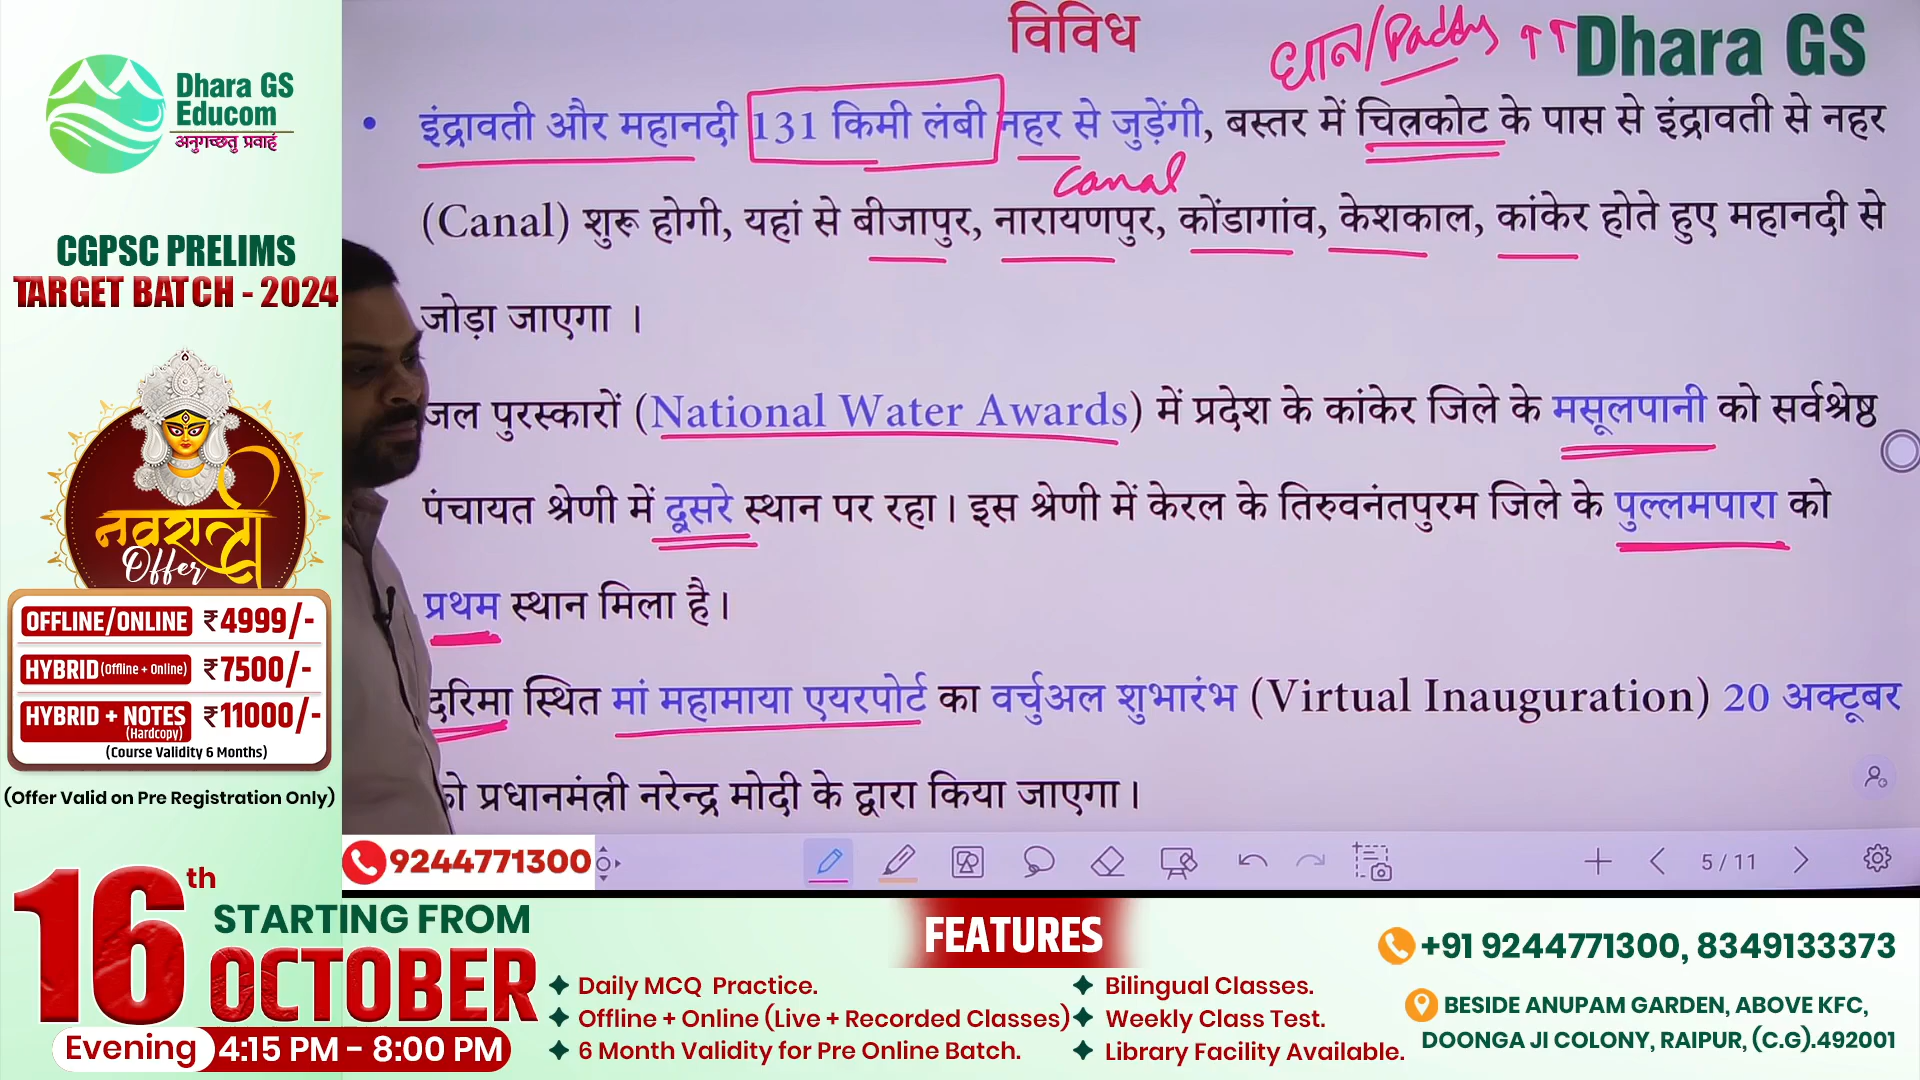 Dhara GS
Educom
अनुगच्छतु प्रवाहं
CGPSC PRELIMS
TARGET BATCH - 2024
नवरात्री
Offer
OFFLINE/ONLINE ₹4999/-
HYBRID (Offline + Online) ₹7500/-
HYBRID + NOTES (Hardcopy) ₹11000/-
(Course Validity 6 Months)
(Offer Valid on Pre Registration Only)
विविध
धान/Paddy ↑↑
Dhara GS
• इंद्रावती और महानदी 131 किमी लंबी नहर से जुड़ेंगी, बस्तर में चित्रकोट के पास से इंद्रावती से नहर
Canal
(Canal) शुरू होगी, यहां से बीजापुर, नारायणपुर, कोंडागांव, केशकाल, कांकेर होते हुए महानदी से
जोड़ा जाएगा ।
जल पुरस्कारों (National Water Awards) में प्रदेश के कांकेर जिले के मसूलपानी को सर्वश्रेष्ठ
पंचायत श्रेणी में दूसरे स्थान पर रहा। इस श्रेणी में केरल के तिरुवनंतपुरम जिले के पुल्लमपारा को
प्रथम स्थान मिला है।
दरिमा स्थित मां महामाया एयरपोर्ट का वर्चुअल शुभारंभ (Virtual Inauguration) 20 अक्टूबर
को प्रधानमंत्री नरेन्द्र मोदी के द्वारा किया जाएगा।
9244771300
5/11
16th
STARTING FROM
OCTOBER
Evening 4:15 PM - 8:00 PM
FEATURES
Daily MCQ Practice.
Offline + Online (Live + Recorded Classes)
6 Month Validity for Pre Online Batch.
Bilingual Classes.
Weekly Class Test.
Library Facility Available.
+91 9244771300, 8349133373
BESIDE ANUPAM GARDEN, ABOVE KFC,
DOONGA JI COLONY, RAIPUR, (C.G).492001